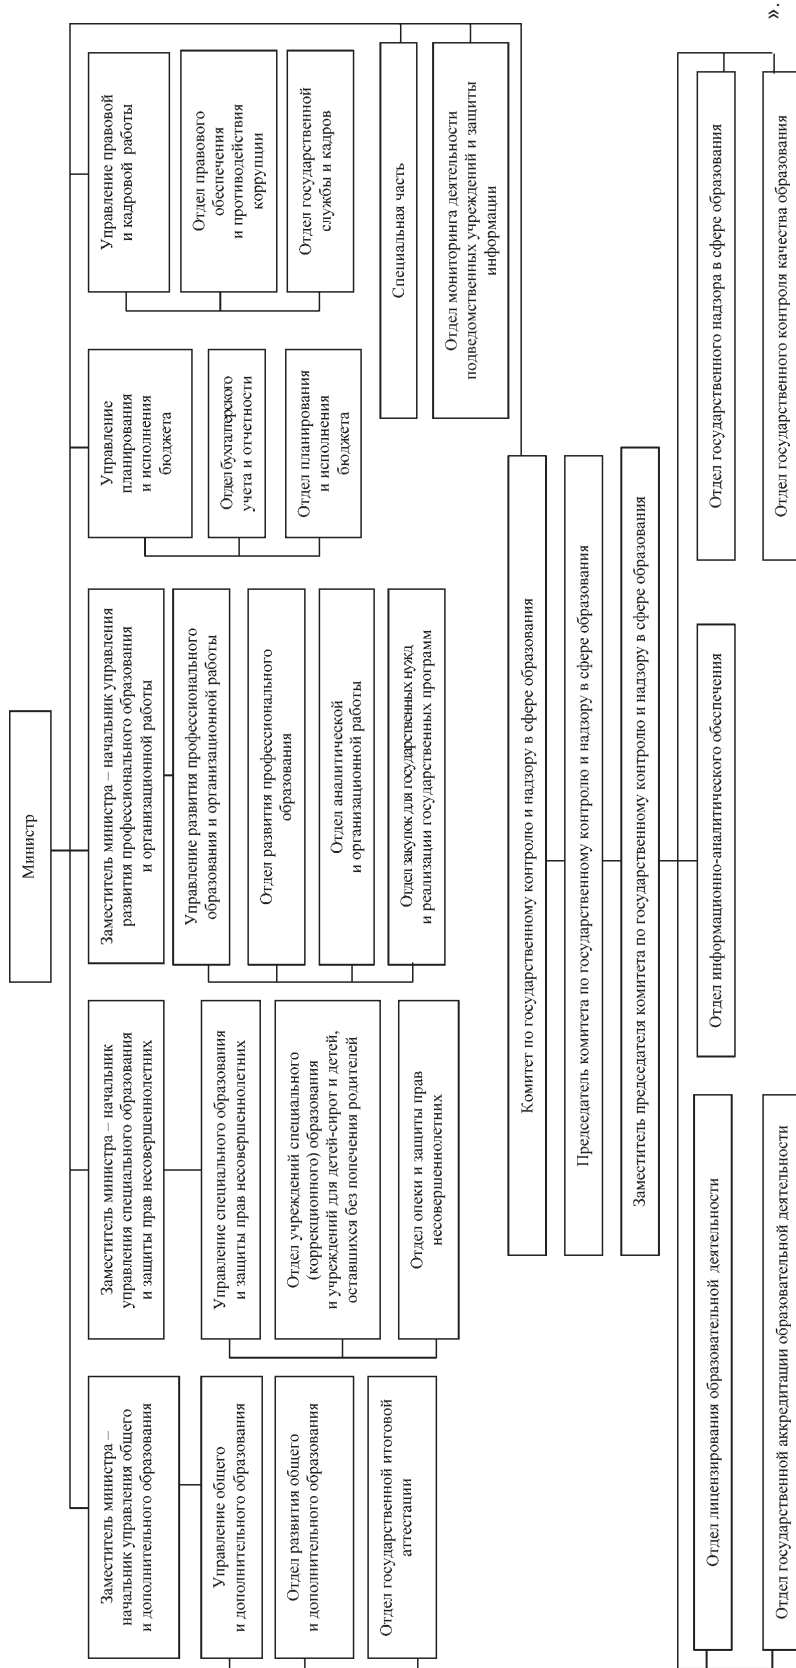 Министр
Заместитель министра –
начальник управления общего
и дополнительного образования
Управление общего
и дополнительного образования
Отдел развития общего
и дополнительного образования
Отдел государственной итоговой
аттестации
Заместитель министра – начальник
управления специального образования
и защиты прав несовершеннолетних
Управление специального образования
и защиты прав несовершеннолетних
Отдел учреждений специального
(коррекционного) образования
и учреждений для детей-сирот и детей,
оставшихся без попечения родителей
Отдел опеки и защиты прав
несовершеннолетних
Заместитель министра – начальник управления
развития профессионального образования
и организационной работы
Управление развития профессионального
образования и организационной работы
Отдел развития профессионального
образования
Отдел аналитической
и организационной работы
Отдел закупок для государственных нужд
и реализации государственных программ
Управление
планирования
и исполнения
бюджета
Отдел бухгалтерского
учета и отчетности
Отдел планирования
и исполнения
бюджета
Управление правовой
и кадровой работы
Отдел правового
обеспечения
и противодействия
коррупции
Отдел государственной
службы и кадров
Специальная часть
Отдел мониторинга деятельности
подведомственных учреждений и защиты
информации
Комитет по государственному контролю и надзору в сфере образования
Председатель комитета по государственному контролю и надзору в сфере образования
Заместитель председателя комитета по государственному контролю и надзору в сфере образования
Отдел лицензирования образовательной деятельности
Отдел государственной аккредитации образовательной деятельности
Отдел информационно-аналитического обеспечения
Отдел государственного надзора в сфере образования
Отдел государственного контроля качества образования
».